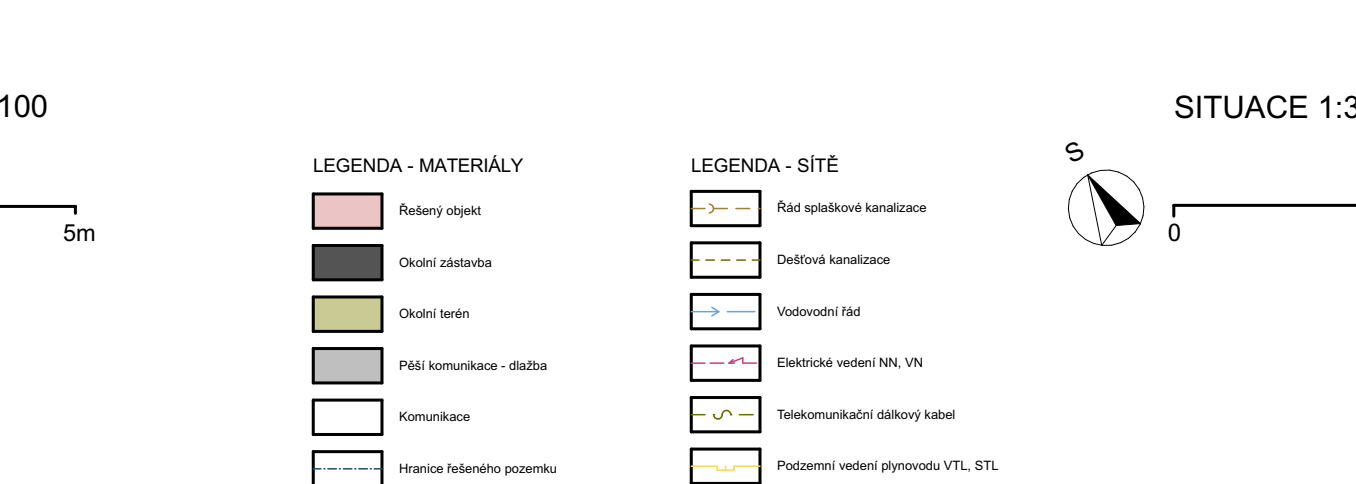 100
5m
LEGENDA - MATERIÁLY
Řešený objekt
Okolní zástavba
Okolní terén
Pěší komunikace - dlažba
Komunikace
Hranice řešeného pozemku
LEGENDA - SÍTĚ
Řád splaškové kanalizace
Dešťová kanalizace
Vodovodní řád
Elektrické vedení NN, VN
Telekomunikační dálkový kabel
Podzemní vedení plynovodu VTL, STL
SITUACE 1:3
S
0